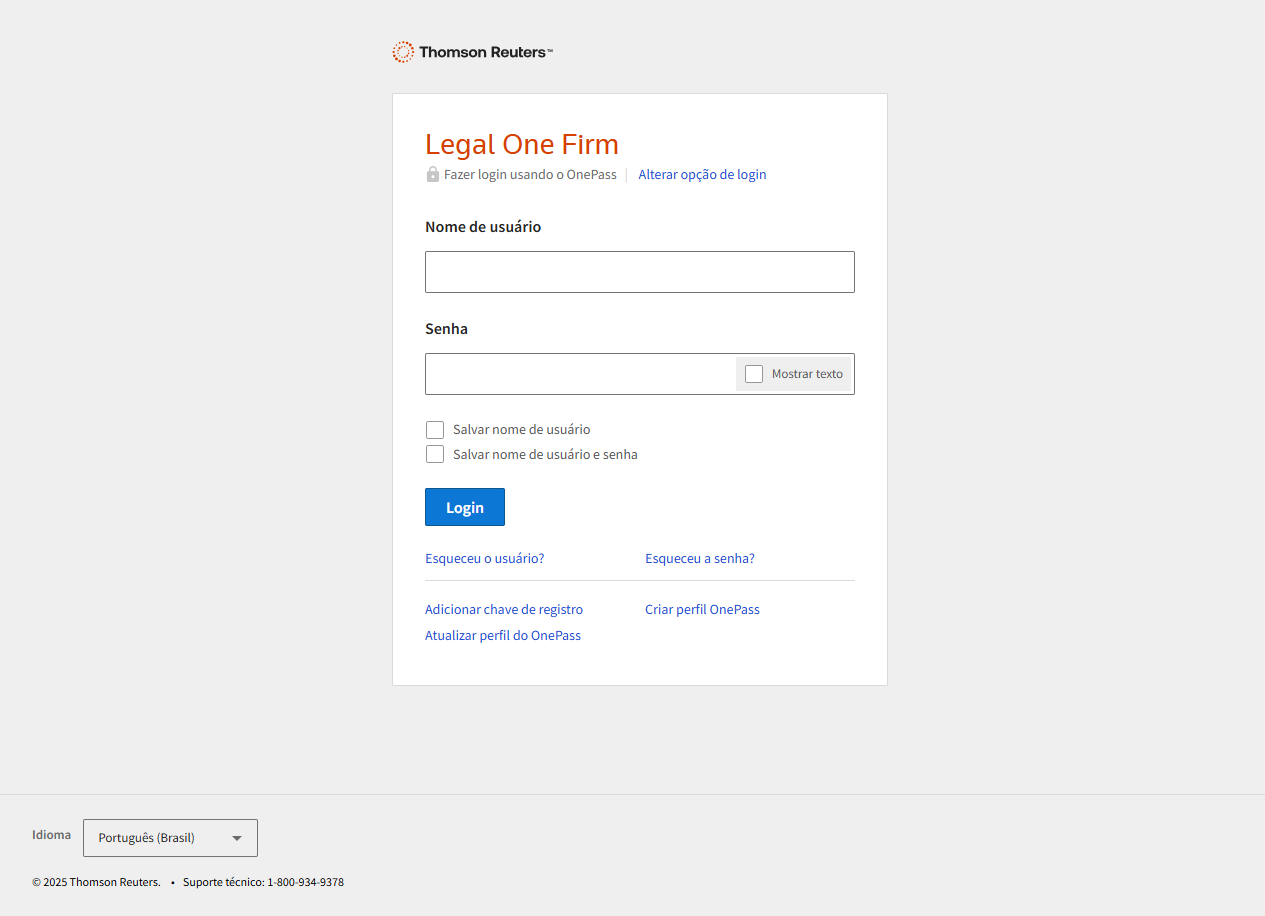 Thomson Reuters™
Legal One Firm
Fazer login usando o OnePass | Alterar opção de login
Nome de usuário
Senha
Mostrar texto
Salvar nome de usuário
Salvar nome de usuário e senha
Login
Esqueceu o usuário? Esqueceu a senha?
Adicionar chave de registro Criar perfil OnePass
Atualizar perfil do OnePass
Idioma Português (Brasil)
© 2025 Thomson Reuters. • Suporte técnico: 1-800-934-9378